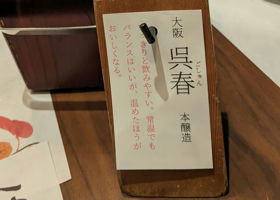 大阪
呉春
ごしゅん
本醸造
きりと飲みやすい。常温でも
バランスはいいが、温めたほうが
おいしくなる。